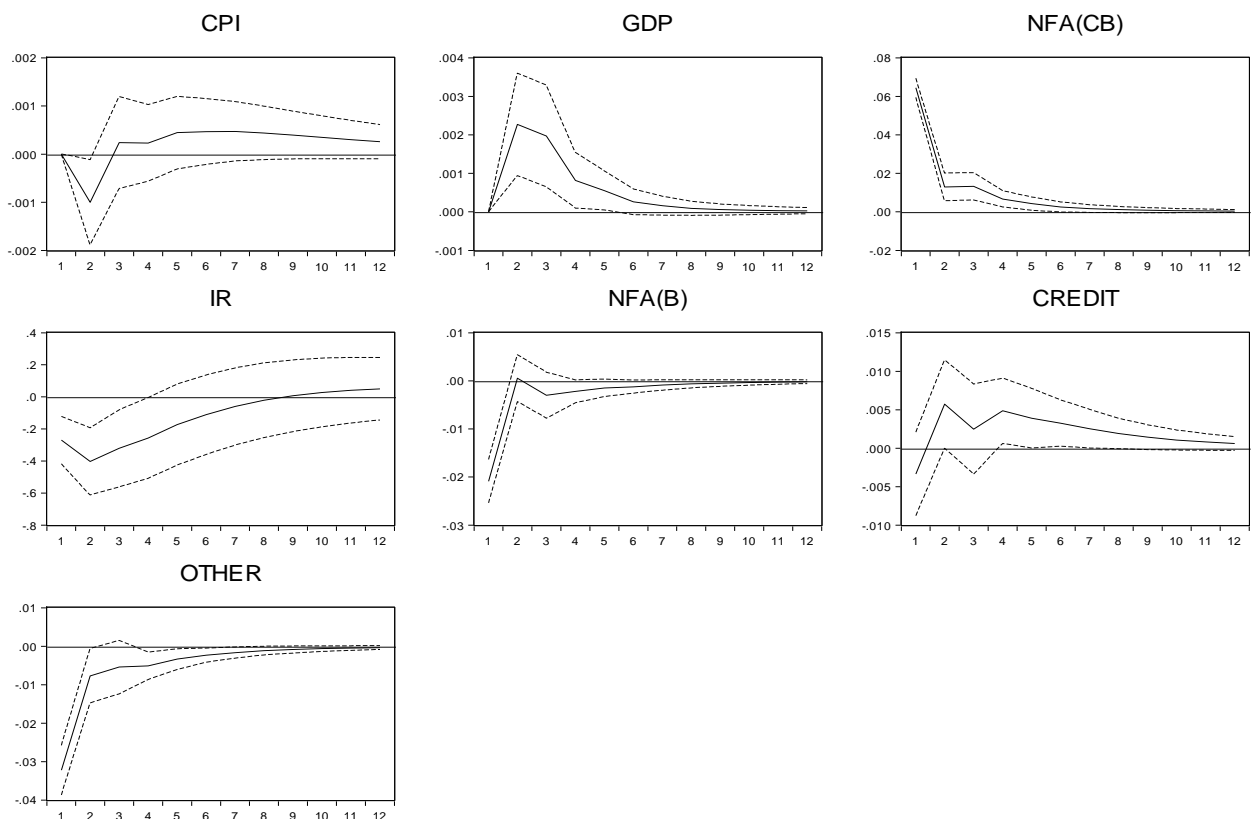 CPI
.002
.001
.000
-.001
-.002
1 2 3 4 5 6 7 8 9 10 11 12
GDP
.004
.003
.002
.001
.000
-.001
1 2 3 4 5 6 7 8 9 10 11 12
NFA(CB)
.08
.06
.04
.02
.00
-.02
1 2 3 4 5 6 7 8 9 10 11 12
IR
.4
.2
.0
-.2
-.4
-.6
-.8
1 2 3 4 5 6 7 8 9 10 11 12
NFA(B)
.01
.00
-.01
-.02
-.03
1 2 3 4 5 6 7 8 9 10 11 12
CREDIT
.015
.010
.005
.000
-.005
-.010
1 2 3 4 5 6 7 8 9 10 11 12
OTHER
.01
.00
-.01
-.02
-.03
-.04
1 2 3 4 5 6 7 8 9 10 11 12